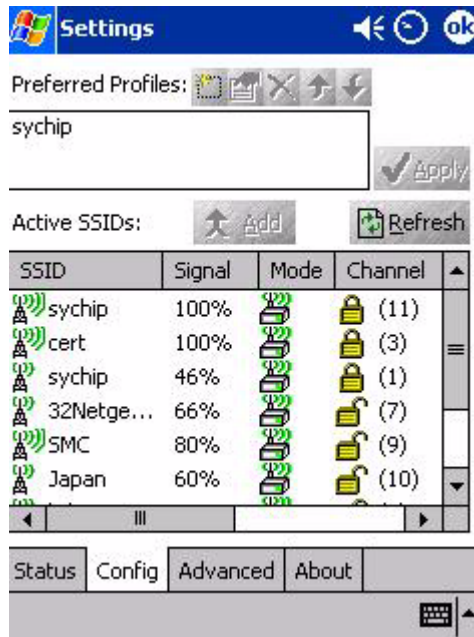 Settings
ok
Preferred Profiles:
sychip
Apply
Active SSIDs:
Add
Refresh
SSID Signal Mode Channel
sychip 100% (11)
cert 100% (3)
sychip 46% (1)
32Netge... 66% (7)
SMC 80% (9)
Japan 60% (10)
Status Config Advanced About